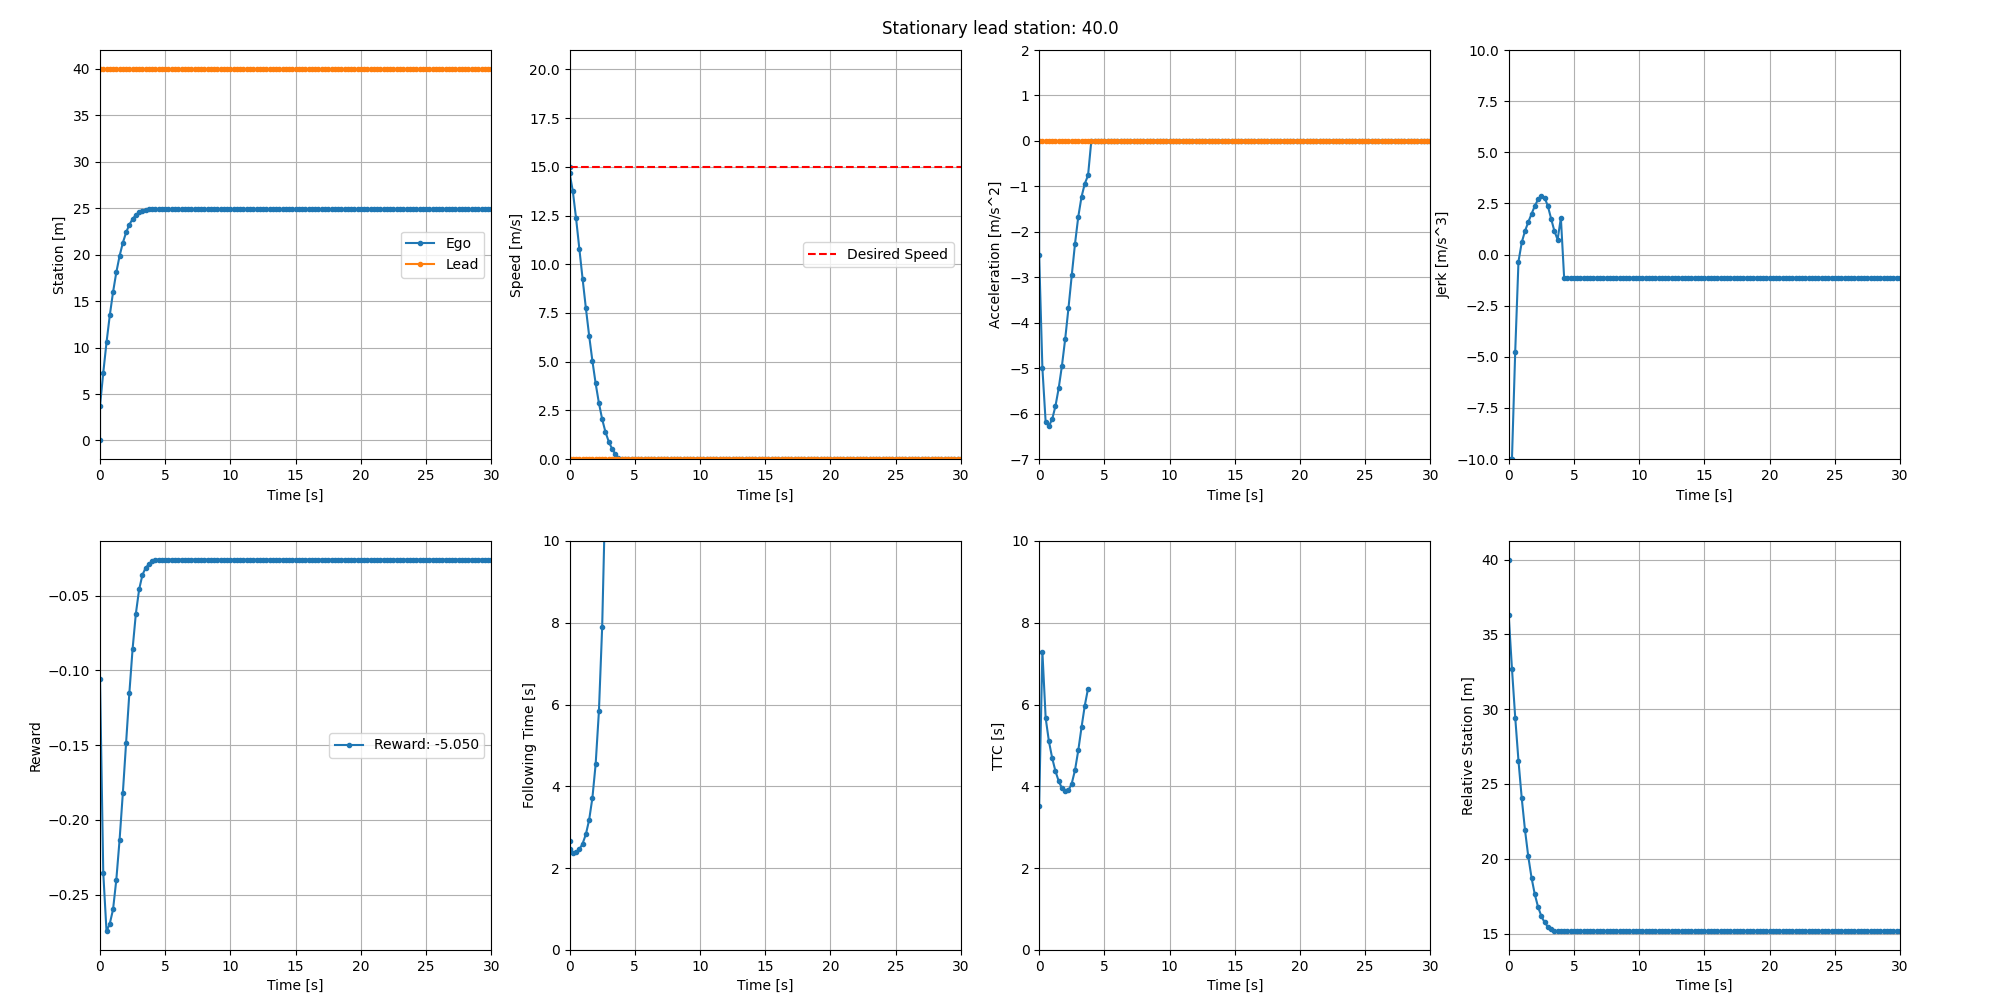 Stationary lead station: 40.0
Station [m]
40
35
30
25
20
15
10
5
0
Ego
Lead
0 5 10 15 20 25 30
Time [s]
Speed [m/s]
20.0
17.5
15.0
12.5
10.0
7.5
5.0
2.5
0.0
Desired Speed
0 5 10 15 20 25 30
Time [s]
Acceleration [m/s^2]
2
1
0
−1
−2
−3
−4
−5
−6
−7
0 5 10 15 20 25 30
Time [s]
Jerk [m/s^3]
10.0
7.5
5.0
2.5
0.0
−2.5
−5.0
−7.5
−10.0
0 5 10 15 20 25 30
Time [s]
Reward
−0.05
−0.10
−0.15
−0.20
−0.25
Reward: -5.050
0 5 10 15 20 25 30
Time [s]
Following Time [s]
10
8
6
4
2
0
0 5 10 15 20 25 30
Time [s]
TTC [s]
10
8
6
4
2
0
0 5 10 15 20 25 30
Time [s]
Relative Station [m]
40
35
30
25
20
15
0 5 10 15 20 25 30
Time [s]